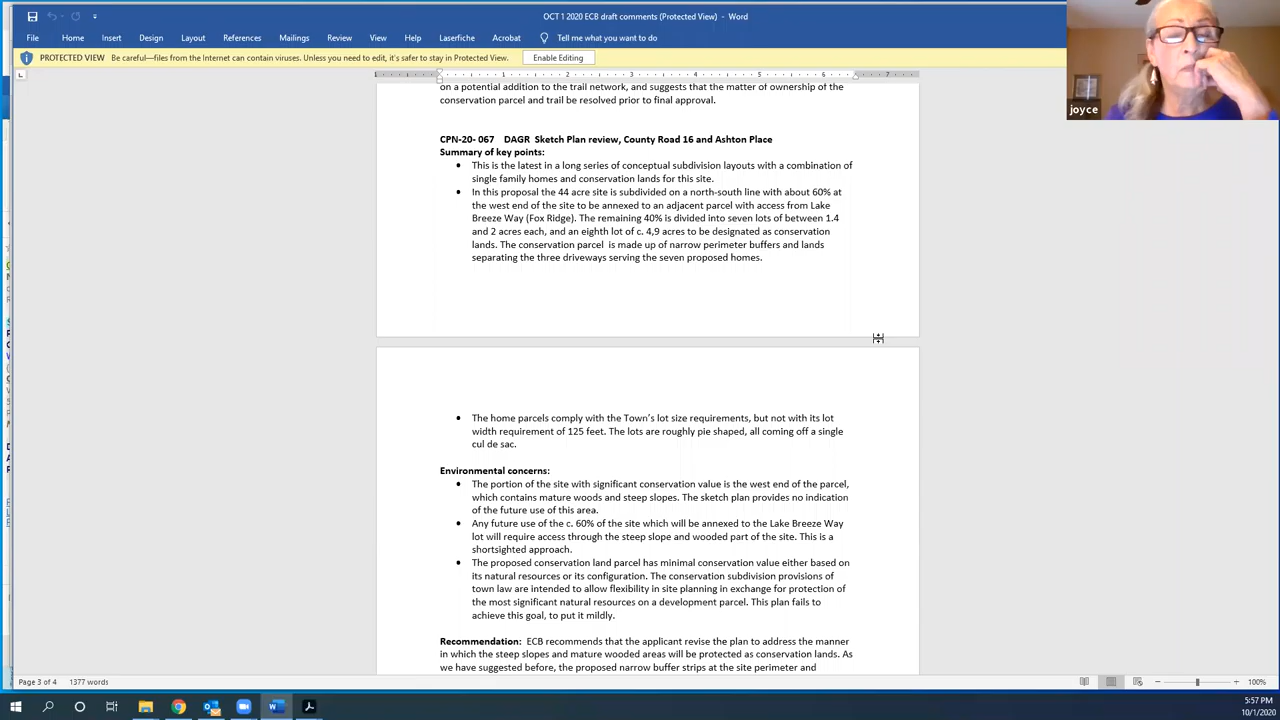 OCT 1 2020 ECB draft comments (Protected View) - Word
File Home Insert Design Layout References Mailings Review View Help Laserfiche Acrobat Tell me what you want to do
PROTECTED VIEW Be careful—files from the Internet can contain viruses. Unless you need to edit, it's safer to stay in Protected View. Enable Editing
1 1 2 3 4 5 6 7
joyce
on a potential addition to the trail network, and suggests that the matter of ownership of the
conservation parcel and trail be resolved prior to final approval.
CPN-20- 067 DAGR Sketch Plan review, County Road 16 and Ashton Place
Summary of key points:
• This is the latest in a long series of conceptual subdivision layouts with a combination of
single family homes and conservation lands for this site.
• In this proposal the 44 acre site is subdivided on a north-south line with about 60% at
the west end of the site to be annexed to an adjacent parcel with access from Lake
Breeze Way (Fox Ridge). The remaining 40% is divided into seven lots of between 1.4
and 2 acres each, and an eighth lot of c. 4,9 acres to be designated as conservation
lands. The conservation parcel is made up of narrow perimeter buffers and lands
separating the three driveways serving the seven proposed homes.
• The home parcels comply with the Town's lot size requirements, but not with its lot
width requirement of 125 feet. The lots are roughly pie shaped, all coming off a single
cul de sac.
Environmental concerns:
• The portion of the site with significant conservation value is the west end of the parcel,
which contains mature woods and steep slopes. The sketch plan provides no indication
of the future use of this area.
• Any future use of the c. 60% of the site which will be annexed to the Lake Breeze Way
lot will require access through the steep slope and wooded part of the site. This is a
shortsighted approach.
• The proposed conservation land parcel has minimal conservation value either based on
its natural resources or its configuration. The conservation subdivision provisions of
town law are intended to allow flexibility in site planning in exchange for protection of
the most significant natural resources on a development parcel. This plan fails to
achieve this goal, to put it mildly.
Recommendation: ECB recommends that the applicant revise the plan to address the manner
in which the steep slopes and mature wooded areas will be protected as conservation lands. As
we have suggested before, the proposed narrow buffer strips at the site perimeter and
Page 3 of 4 1377 words 100%
5:57 PM
10/1/2020